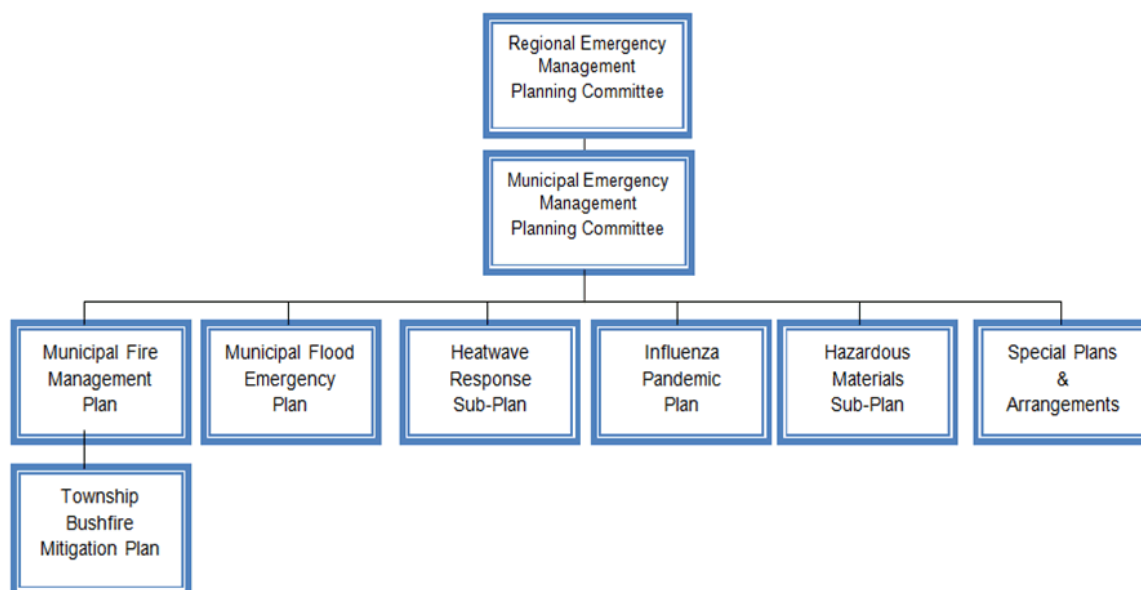 Regional Emergency
Management
Planning Committee
Municipal Emergency
Management
Planning Committee
Municipal Fire
Management
Plan
Municipal Flood
Emergency
Plan
Heatwave
Response
Sub-Plan
Influenza
Pandemic
Plan
Hazardous
Materials
Sub-Plan
Special Plans
&
Arrangements
Township
Bushfire
Mitigation Plan